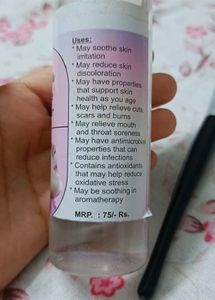 Uses:
* May soothe skin
irritation
* May reduce skin
discoloration
* May have properties
that support skin
health as you age
* May help relieve cuts,
scars and burns
* May relieve mouth
and throat soreness
* May have antimicrobial
properties that can
reduce infections
* Contains antioxidants
that may help reduce
oxidative stress
* May be soothing in
aromatherapy
MRP. : 75/- Rs.